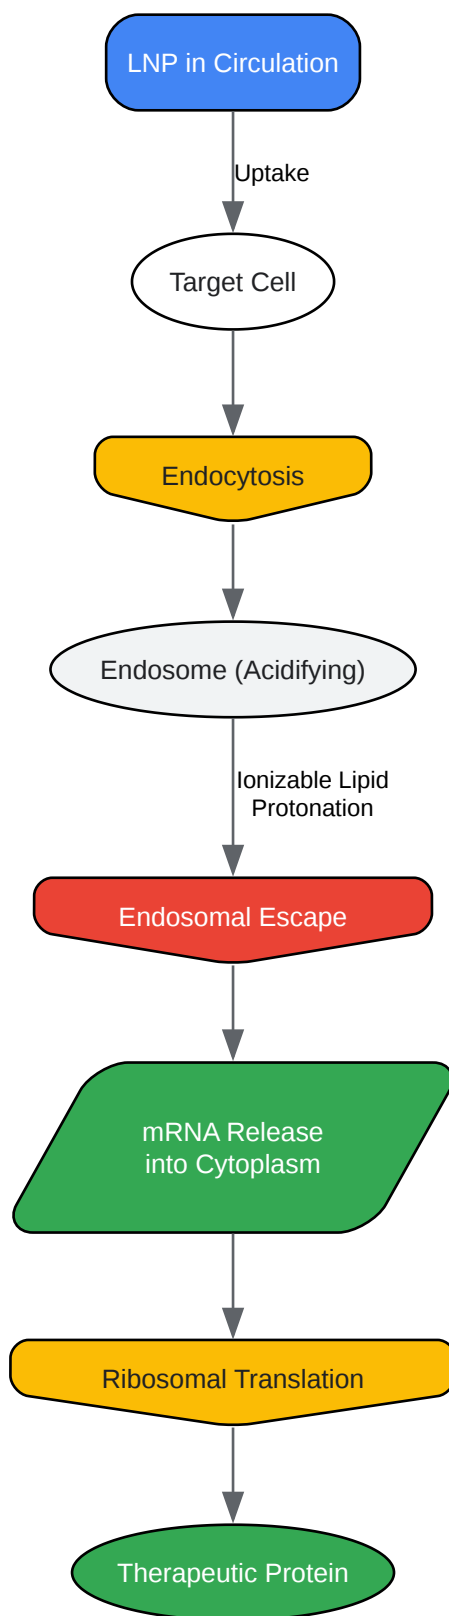 LNP in Circulation
Uptake
Target Cell
Endocytosis
Endosome (Acidifying)
Ionizable Lipid
Protonation
Endosomal Escape
mRNA Release
into Cytoplasm
Ribosomal Translation
Therapeutic Protein